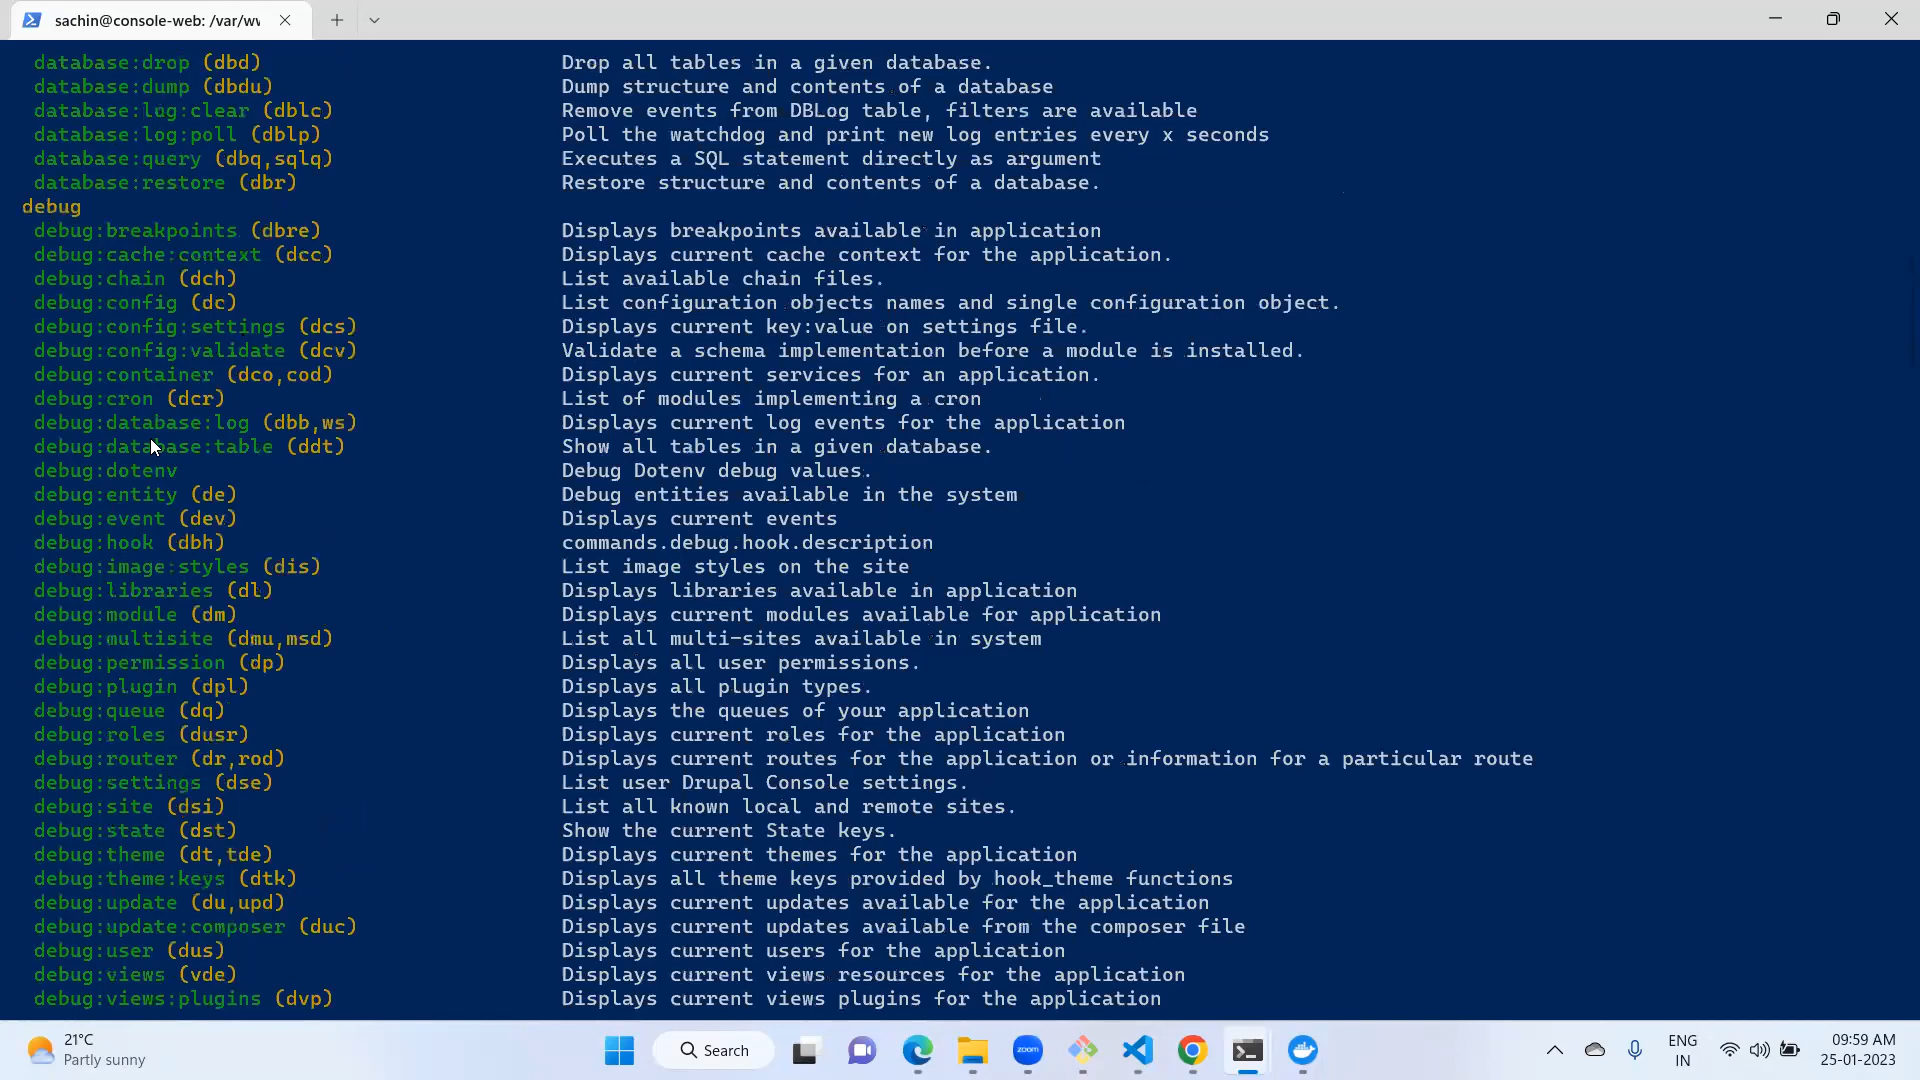 sachin@console-web: /var/wv
database:drop (dbd) Drop all tables in a given database.
database:dump (dbdu) Dump structure and contents of a database
database:log:clear (dblc) Remove events from DBLog table, filters are available
database:log:poll (dblp) Poll the watchdog and print new log entries every x seconds
database:query (dbq,sqlq) Executes a SQL statement directly as argument
database:restore (dbr) Restore structure and contents of a database.
debug
debug:breakpoints (dbre) Displays breakpoints available in application
debug:cache:context (dcc) Displays current cache context for the application.
debug:chain (dch) List available chain files.
debug:config (dc) List configuration objects names and single configuration object.
debug:config:settings (dcs) Displays current key:value on settings file.
debug:config:validate (dcv) Validate a schema implementation before a module is installed.
debug:container (dco,cod) Displays current services for an application.
debug:cron (dcr) List of modules implementing a cron
debug:database:log (dbb,ws) Displays current log events for the application
debug:database:table (ddt) Show all tables in a given database.
debug:dotenv Debug Dotenv debug values.
debug:entity (de) Debug entities available in the system
debug:event (dev) Displays current events
debug:hook (dbh) commands.debug.hook.description
debug:image:styles (dis) List image styles on the site
debug:libraries (dl) Displays libraries available in application
debug:module (dm) Displays current modules available for application
debug:multisite (dmu,msd) List all multi-sites available in system
debug:permission (dp) Displays all user permissions.
debug:plugin (dpl) Displays all plugin types.
debug:queue (dq) Displays the queues of your application
debug:roles (dusr) Displays current roles for the application
debug:router (dr,rod) Displays current routes for the application or information for a particular route
debug:settings (dse) List user Drupal Console settings.
debug:site (dsi) List all known local and remote sites.
debug:state (dst) Show the current State keys.
debug:theme (dt,tde) Displays current themes for the application
debug:theme:keys (dtk) Displays all theme keys provided by hook_theme functions
debug:update (du,upd) Displays current updates available for the application
debug:update:composer (duc) Displays current updates available from the composer file
debug:user (dus) Displays current users for the application
debug:views (vde) Displays current views resources for the application
debug:views:plugins (dvp) Displays current views plugins for the application
21°C
Partly sunny
Search
zoom
ENG
IN
09:59 AM
25-01-2023